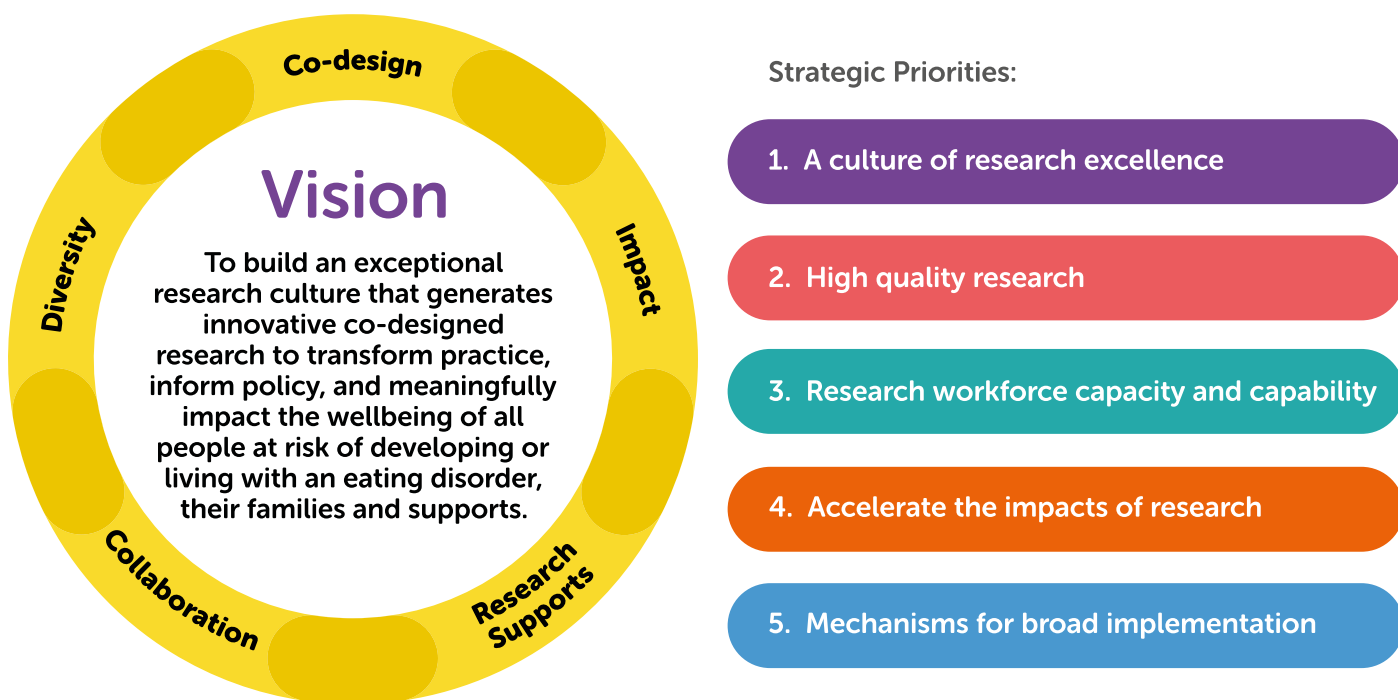 Co-design
Diversity
Impact
Collaboration
Research
Supports
Vision
To build an exceptional
research culture that generates
innovative co-designed
research to transform practice,
inform policy, and meaningfully
impact the wellbeing of all
people at risk of developing or
living with an eating disorder,
their families and supports.
Strategic Priorities:
1. A culture of research excellence
2. High quality research
3. Research workforce capacity and capability
4. Accelerate the impacts of research
5. Mechanisms for broad implementation